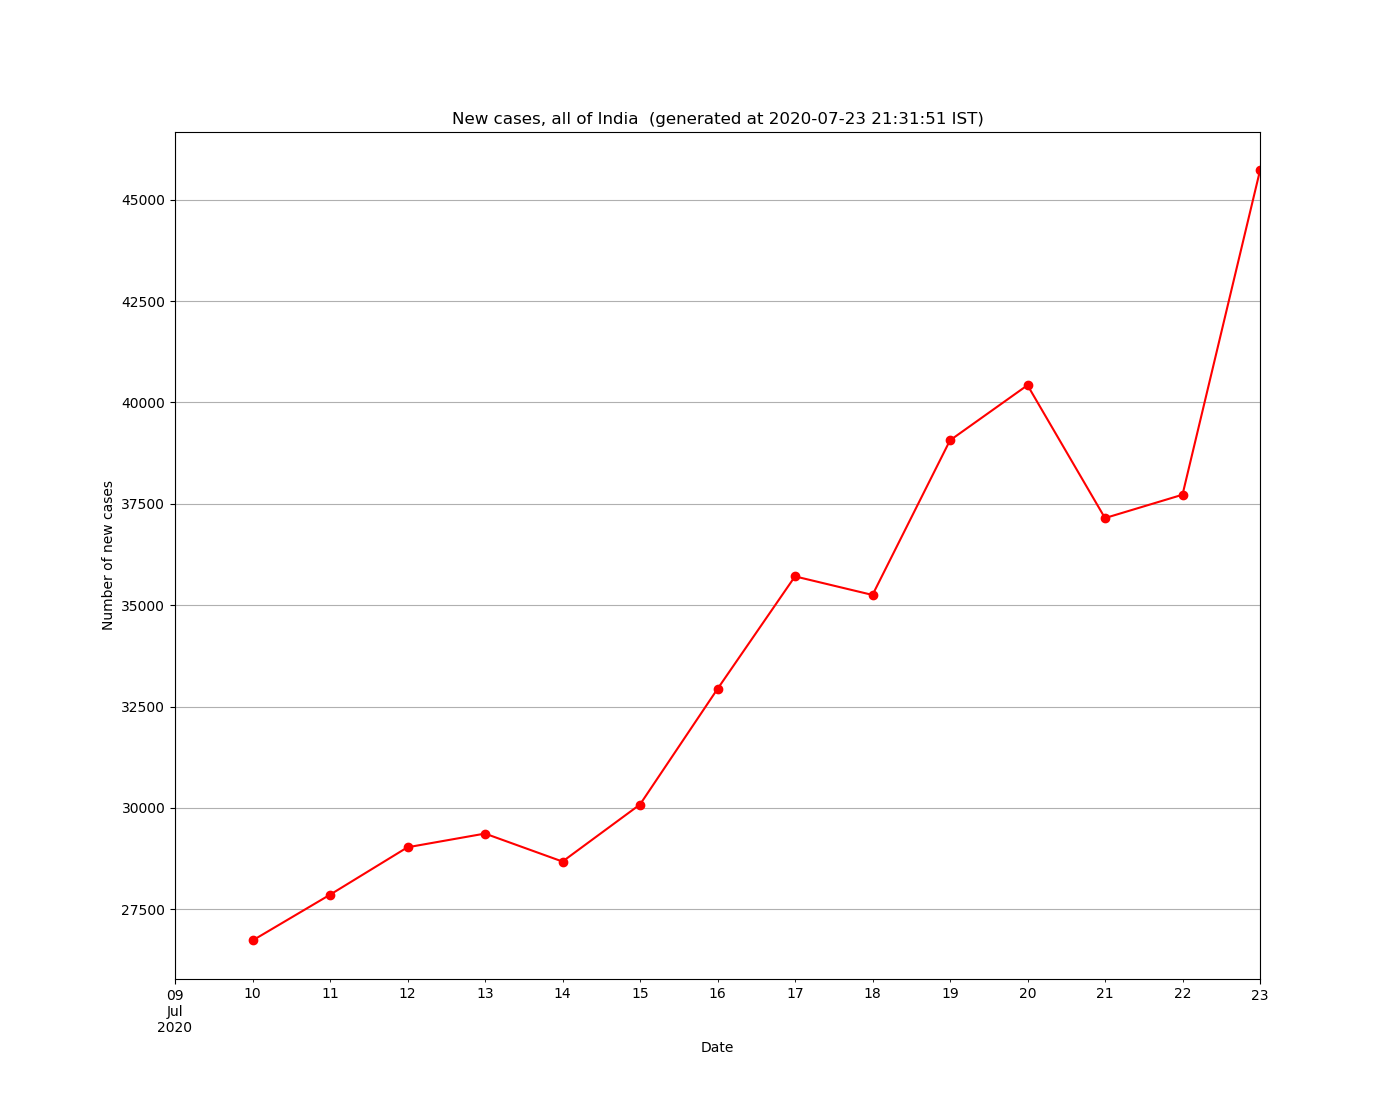 New cases, all of India  (generated at 2020-07-23 21:31:51 IST)
45000
42500
40000
37500
35000
32500
30000
27500
Number of new cases
09 10 11 12 13 14 15 16 17 18 19 20 21 22 23
Jul
2020
Date